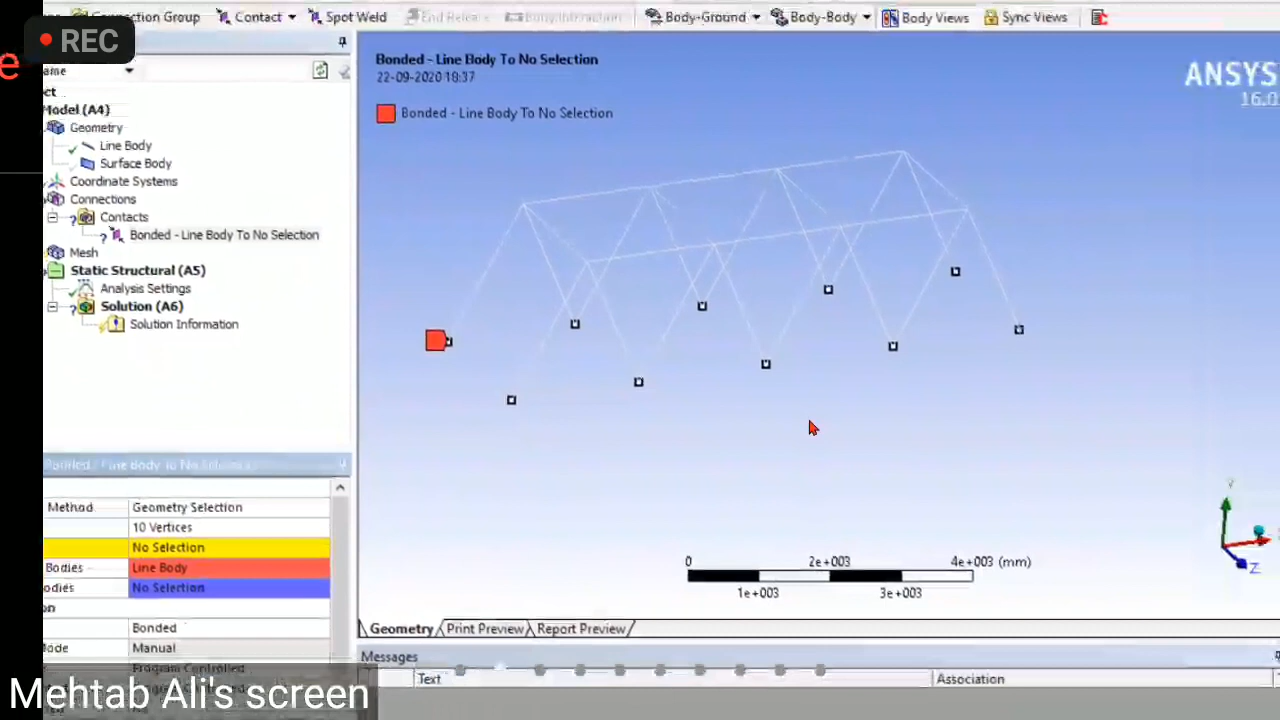 Connection Group Contact Spot Weld End Release Body Interaction Body-Ground Body-Body Body Views Sync Views
REC
e
ame
ct
Model (A4)
Geometry
Line Body
Surface Body
Coordinate Systems
Connections
Contacts
Bonded - Line Body To No Selection
Mesh
Static Structural (A5)
Analysis Settings
Solution (A6)
Solution Information
Bonded - Line Body To No Selection
22-09-2020 18:37
Bonded - Line Body To No Selection
ANSYS
16.0
Method Geometry Selection
10 Vertices
No Selection
Bodies Line Body
odies No Selection
on
Bonded
Mode Manual
Program Controlled
0 2e+003 4e+003 (mm)
1e+003 3e+003
Y
Z
Geometry Print Preview Report Preview
Messages
Text Association
Mehtab Ali's screen